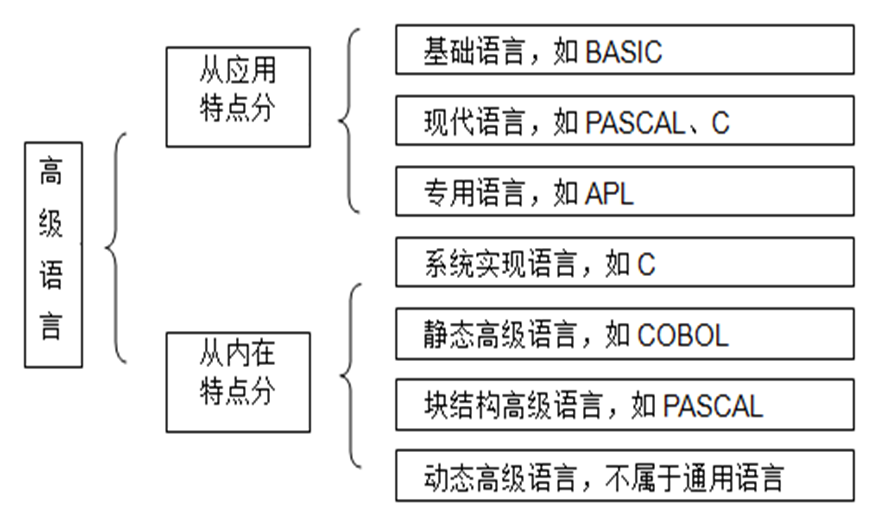 高级语言
从应用
特点分
基础语言，如 BASIC
现代语言，如 PASCAL、C
专用语言，如 APL
从内在
特点分
系统实现语言，如 C
静态高级语言，如 COBOL
块结构高级语言，如 PASCAL
动态高级语言，不属于通用语言